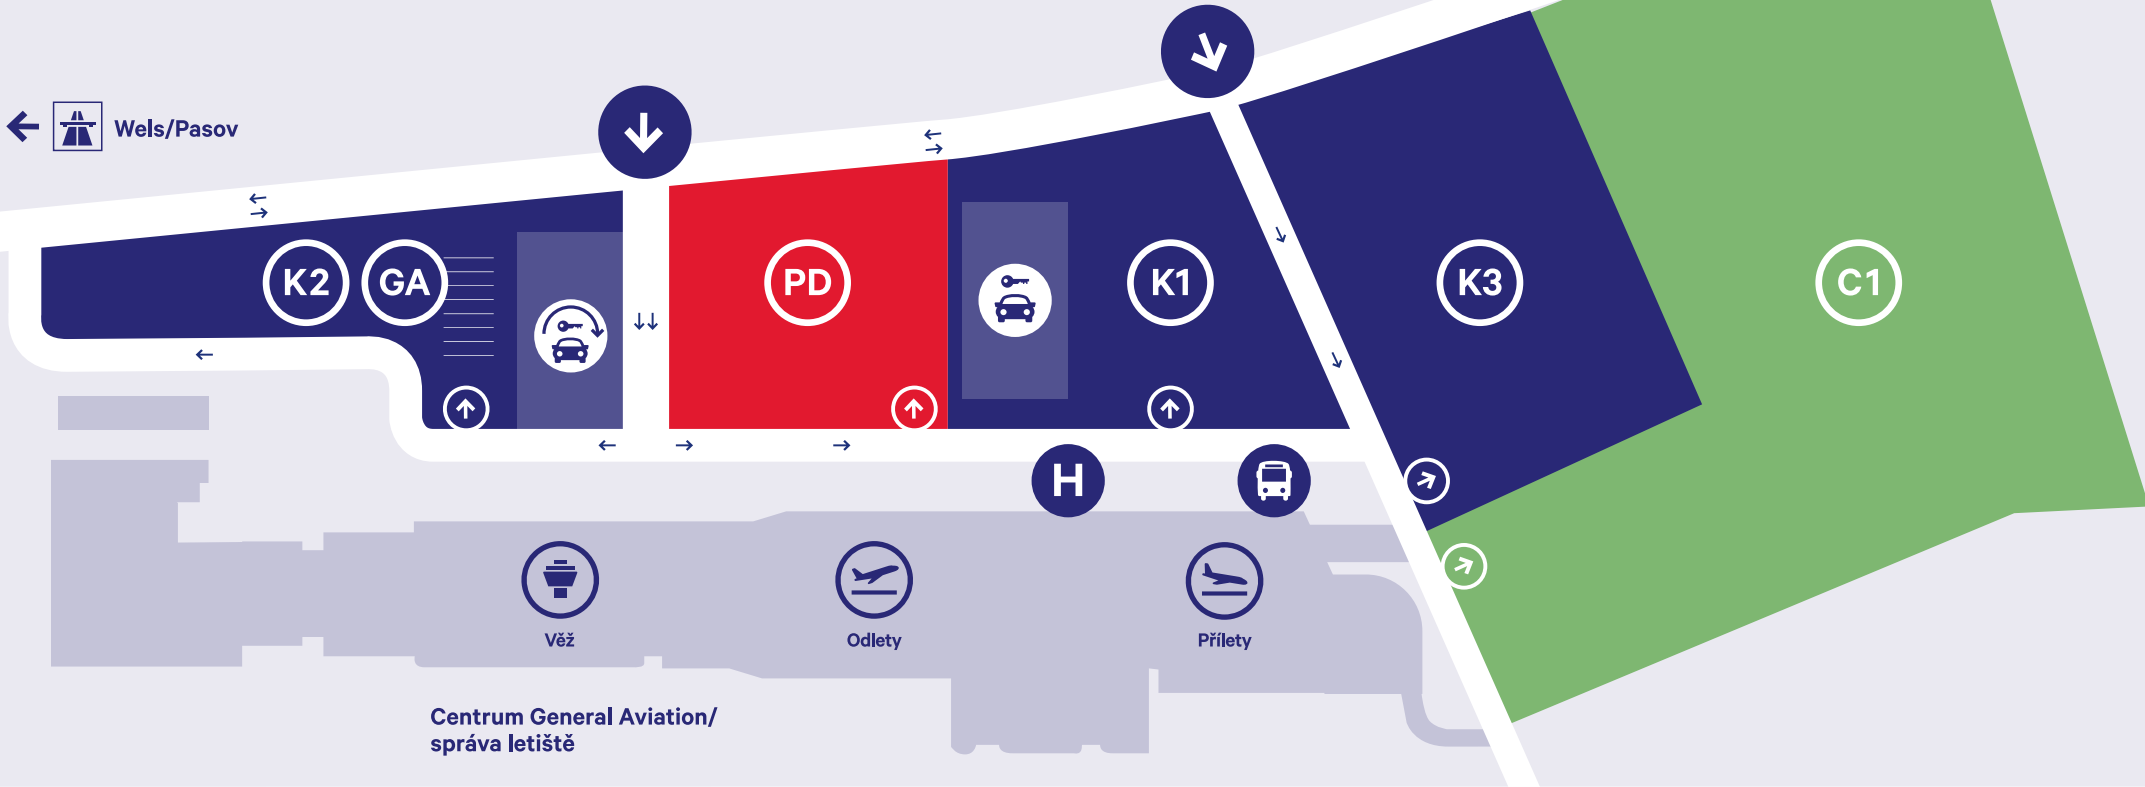 Wels/Pasov
K2
GA
PD
K1
K3
C1
H
Věž
Odlety
Přílety
Centrum General Aviation/
správa letiště